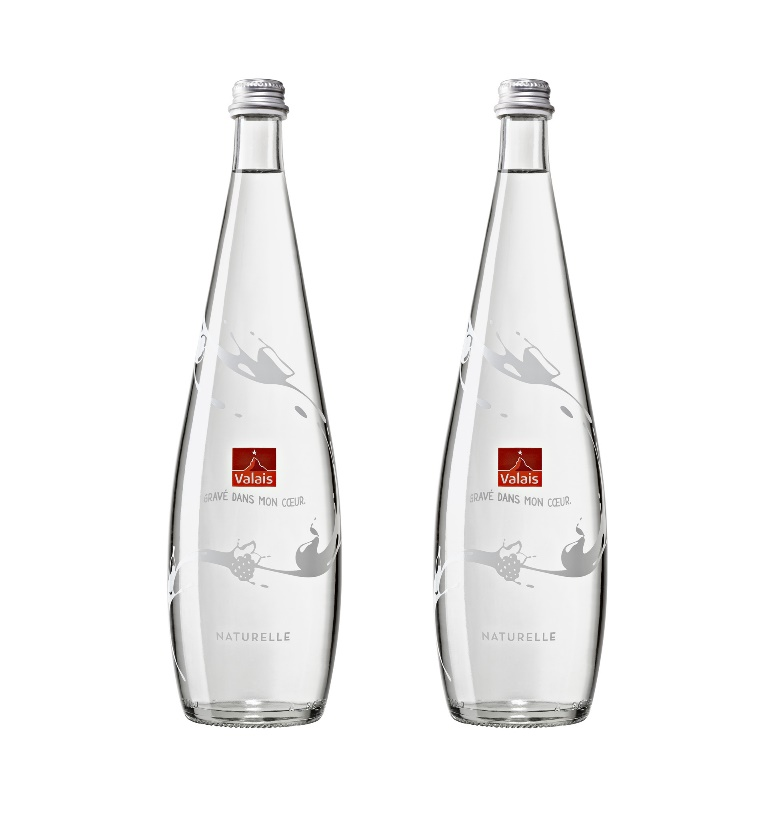 Valais
GRAVÉ DANS MON CŒUR.
NATURELLE
Valais
GRAVÉ DANS MON CŒUR.
NATURELLE